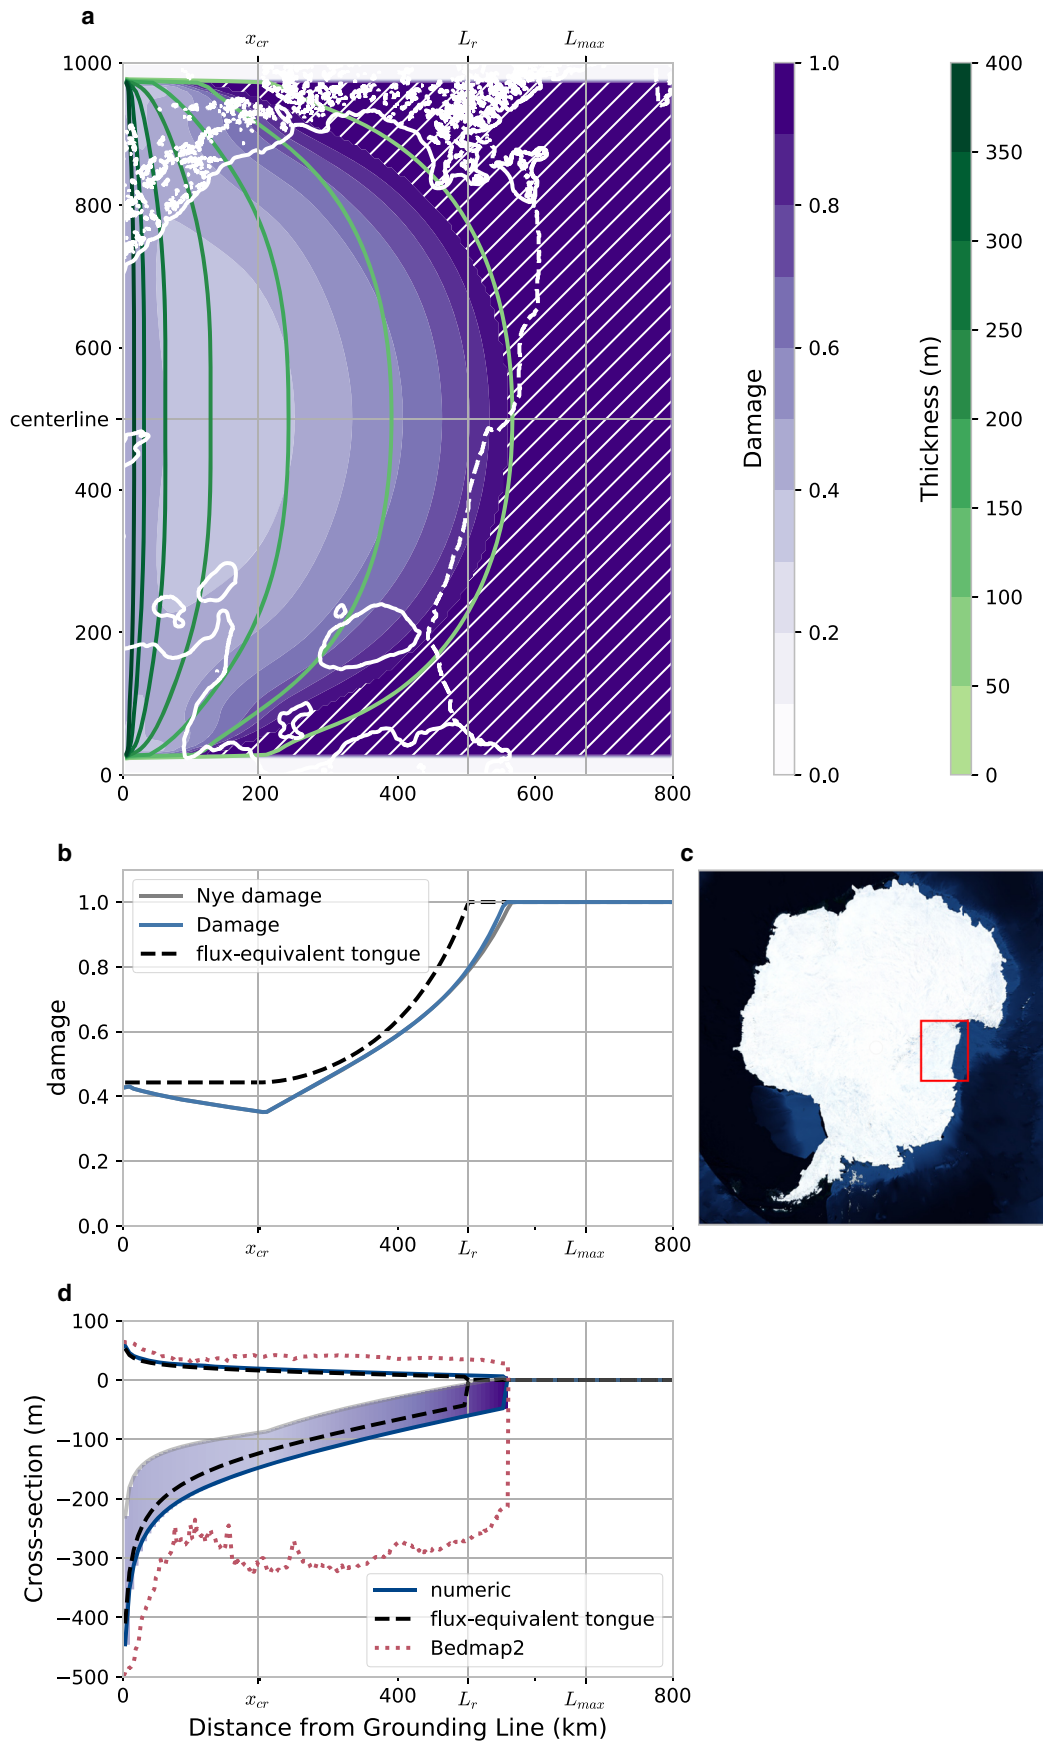 a
x_cr L_r L_max
1000
800
600
centerline
400
200
0
0 200 400 600 800
Damage
1.0
0.8
0.6
0.4
0.2
0.0
Thickness (m)
400
350
300
250
200
150
100
50
0
b
Nye damage
Damage
flux-equivalent tongue
damage
1.0
0.8
0.6
0.4
0.2
0.0
0 x_cr 400 L_r L_max 800
c
d
Cross-section (m)
100
0
−100
−200
−300
−400
−500
numeric
flux-equivalent tongue
Bedmap2
0 x_cr 400 L_r L_max 800
Distance from Grounding Line (km)